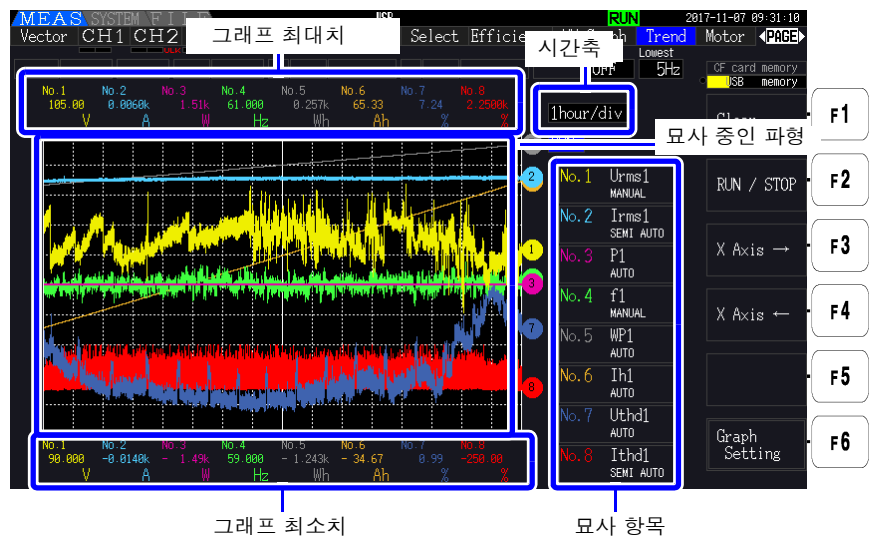 MEAS SYSTEM FILE USB RUN 2017-11-07 09:31:10
Vector CH1 CH2 Select Efficie Graph Trend Motor PAGE
그래프 최대치
시간축
Lowest
OFF 5Hz
CF card memory
USB memory
No.1 No.2 No.3 No.4 No.5 No.6 No.7 No.8
105.00 0.0060k 1.51k 61.000 0.257k 65.33 7.24 2.2500k
V A W Hz Wh Ah % %
1hour/div
Clear F1
묘사 중인 파형
RUN / STOP F2
X Axis → F3
X Axis ← F4
F5
Graph
Setting F6
2
1
3
7
8
No.1 Urms1
MANUAL
No.2 Irms1
SEMI AUTO
No.3 P1
AUTO
No.4 f1
MANUAL
No.5 WP1
AUTO
No.6 Ih1
AUTO
No.7 Uthd1
AUTO
No.8 Ithd1
SEMI AUTO
No.1 No.2 No.3 No.4 No.5 No.6 No.7 No.8
90.000 -0.0140k - 1.49k 59.000 - 1.243k - 34.67 0.99 -250.00
V A W Hz Wh Ah % %
그래프 최소치
묘사 항목